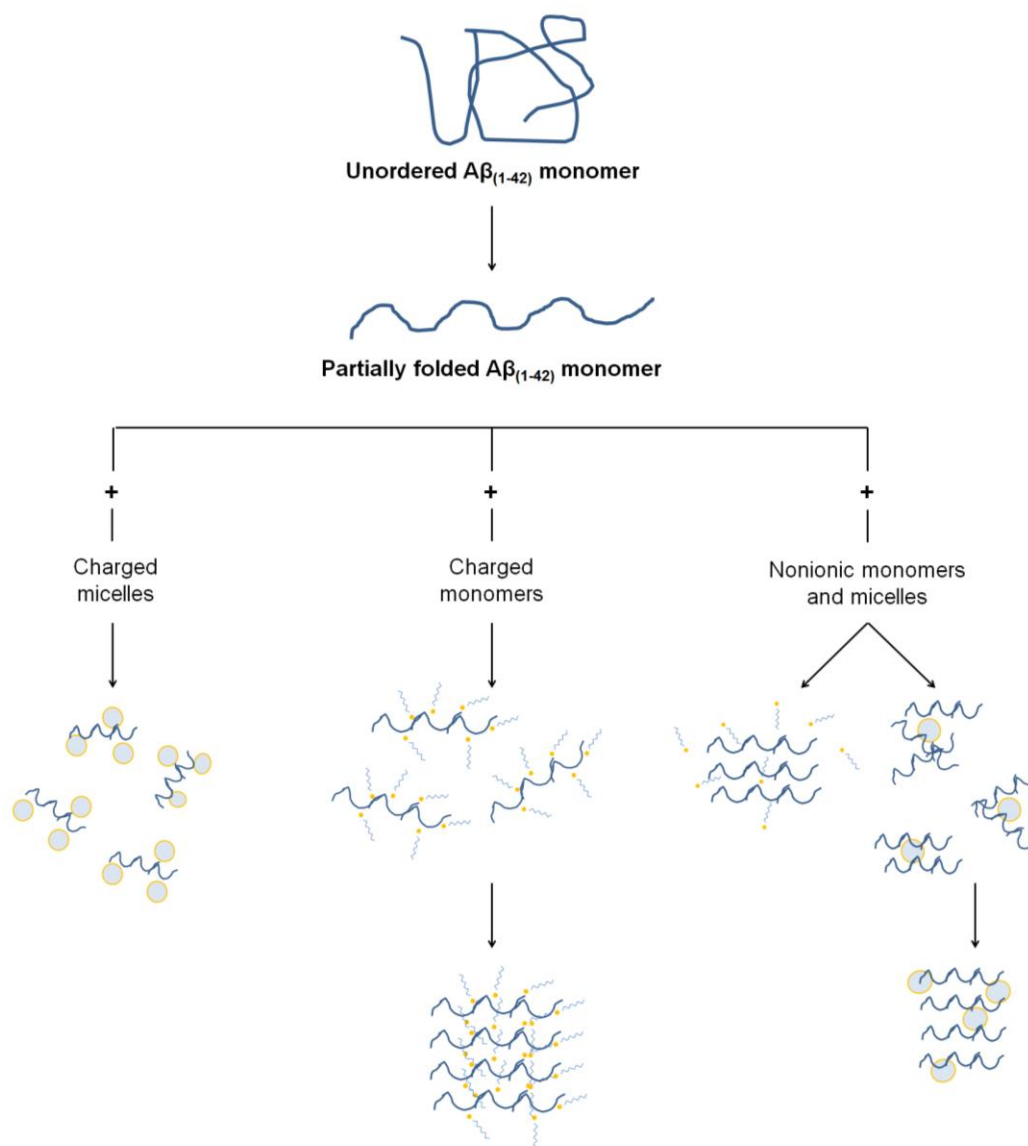 Unordered Aβ(1-42) monomer
Partially folded Aβ(1-42) monomer
+
+
+
Charged
micelles
Charged
monomers
Nonionic monomers
and micelles